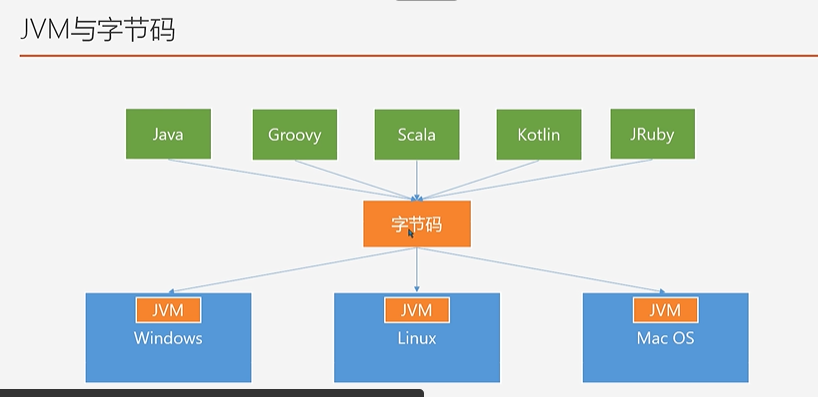 JVM与字节码
Java
Groovy
Scala
Kotlin
JRuby
字节码
JVM
Windows
JVM
Linux
JVM
Mac OS